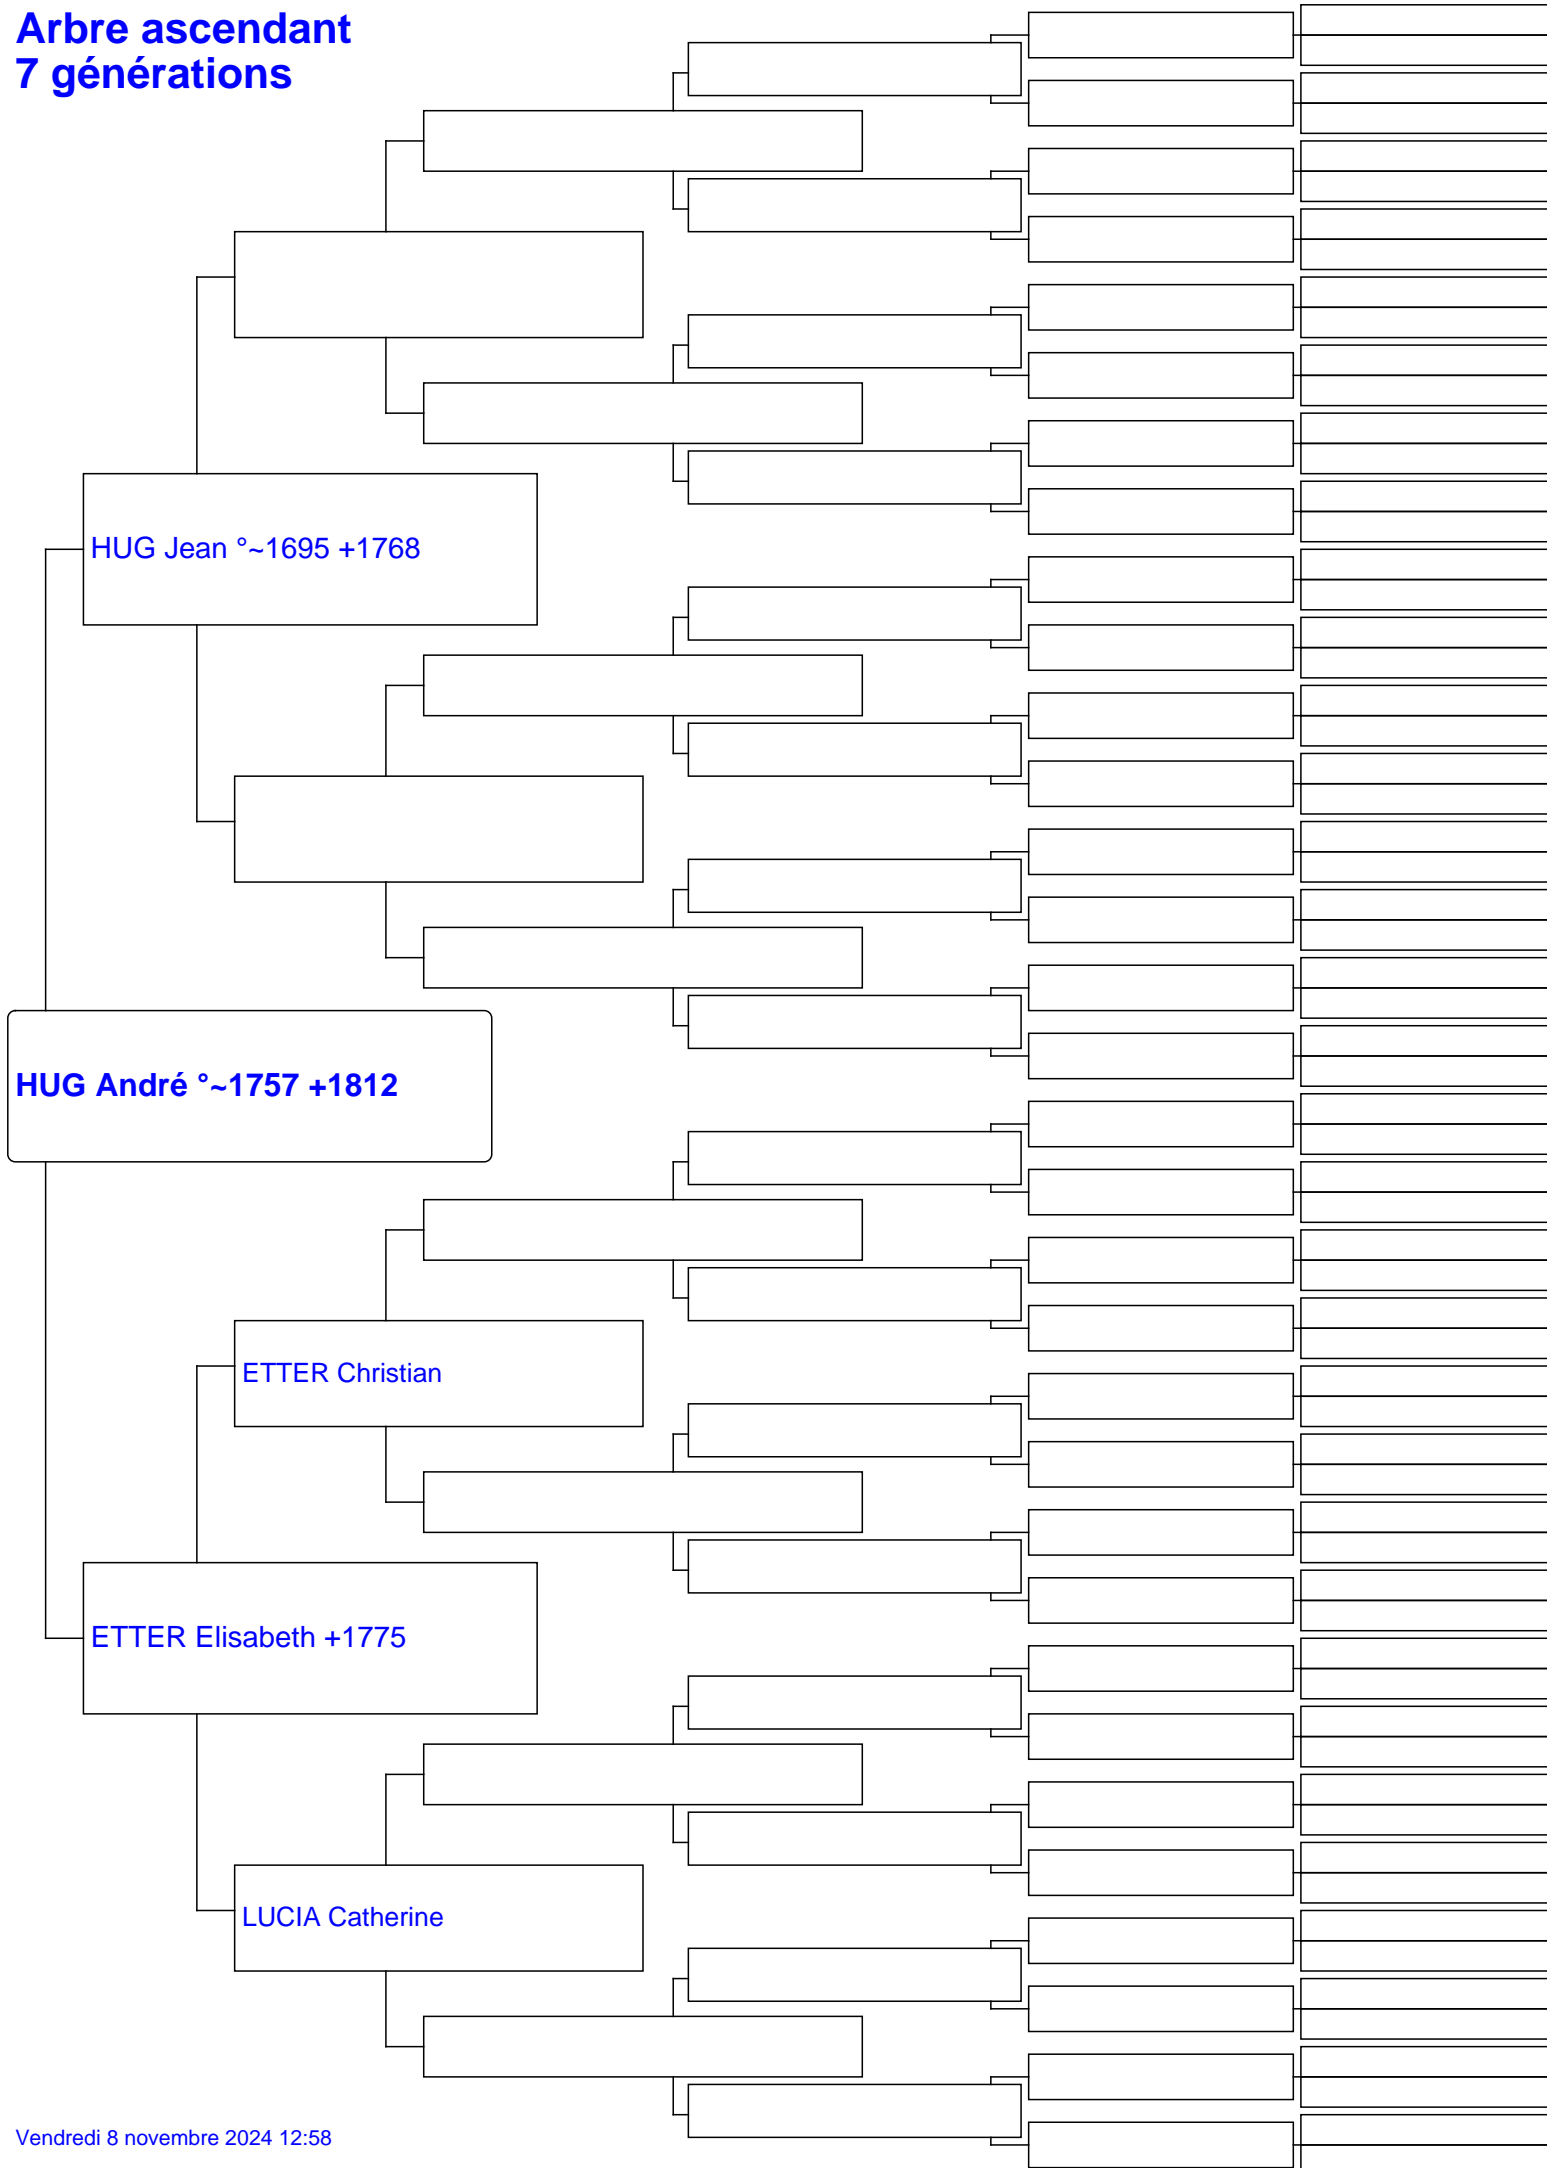 Arbre ascendant
7 générations
HUG Jean °~1695 +1768
HUG André °~1757 +1812
ETTER Christian
ETTER Elisabeth +1775
LUCIA Catherine
Vendredi 8 novembre 2024 12:58